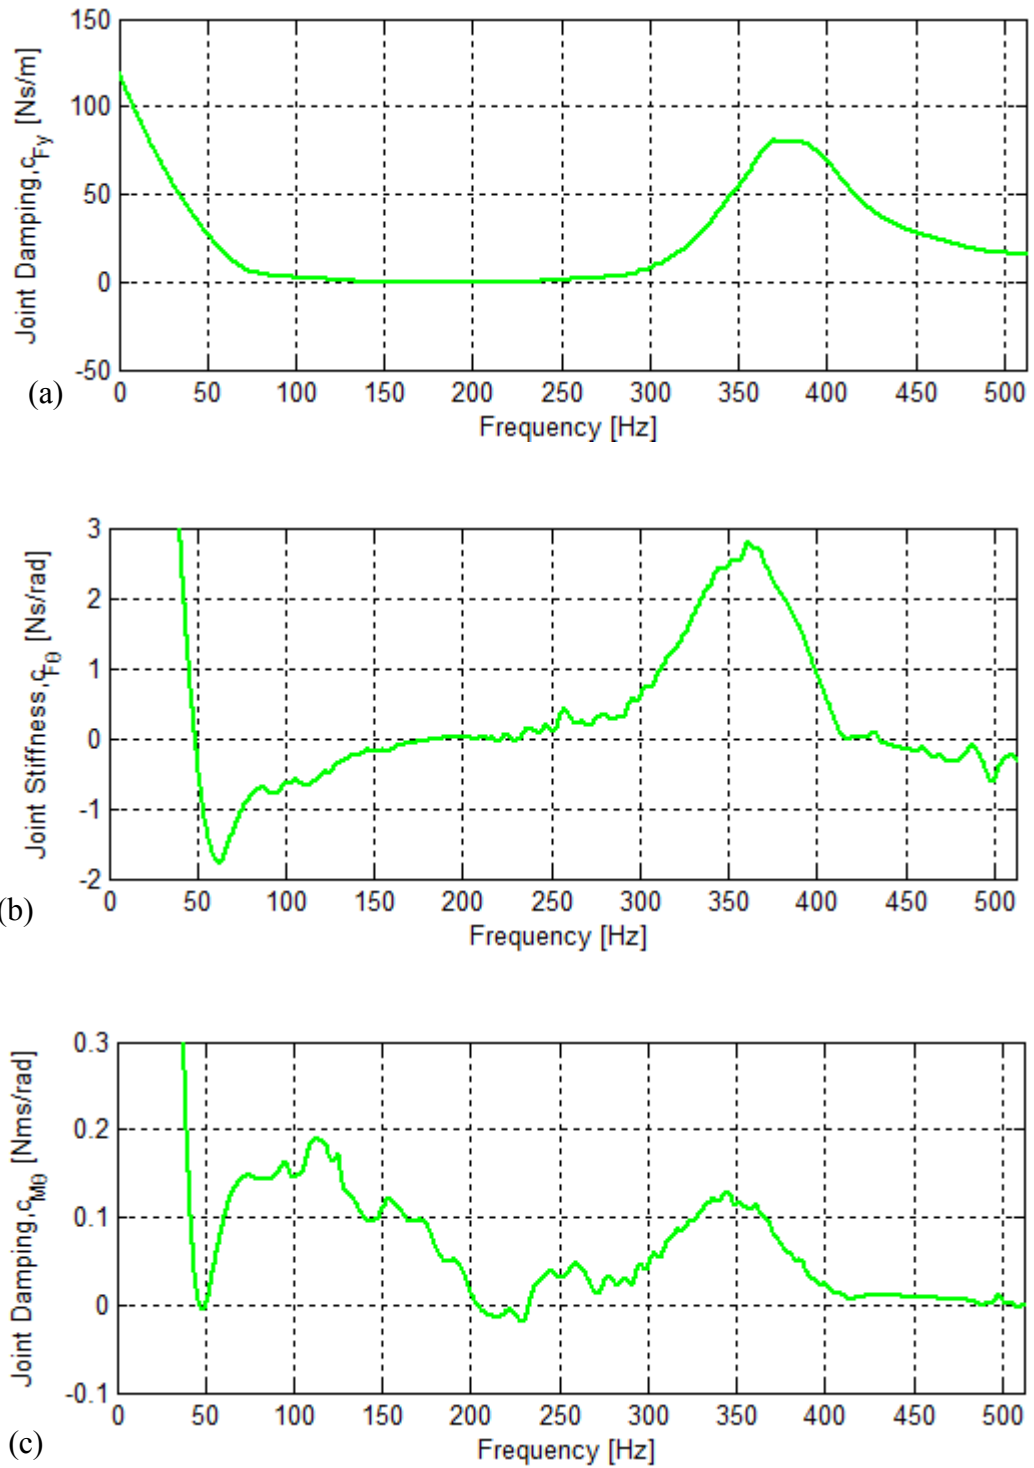 150
100
50
0
-50
Joint Damping,cFy [Ns/m]
0 50 100 150 200 250 300 350 400 450 500
(a)
Frequency [Hz]
3
2
1
0
-1
-2
Joint Stiffness,cFθ [Ns/rad]
0 50 100 150 200 250 300 350 400 450 500
(b)
Frequency [Hz]
0.3
0.2
0.1
0
-0.1
Joint Damping,cMθ [Nms/rad]
0 50 100 150 200 250 300 350 400 450 500
(c)
Frequency [Hz]